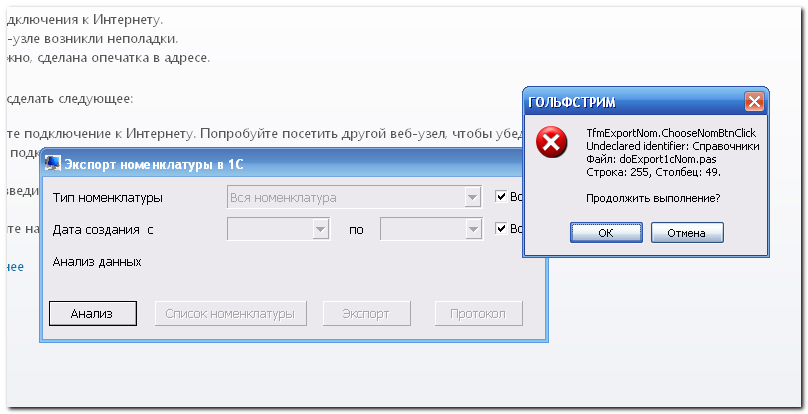 дключения к Интернету.
-узле возникли неполадки.
жно, сделана опечатка в адресе.
сделать следующее:
те подключение к Интернету. Попробуйте посетить другой веб-узел, чтобы убед
подк
введи
те на
нее
Экспорт номенклатуры в 1С
Тип номенклатуры Вся номенклатура Вс
Дата создания с по Вс
Анализ данных
Анализ Список номенклатуры Экспорт Протокол
ГОЛЬФСТРИМ
TfmExportNom.ChooseNomBtnClick
Undeclared identifier: Справочники
Файл: doExport1cNom.pas
Строка: 255, Столбец: 49.
Продолжить выполнение?
OK Отмена